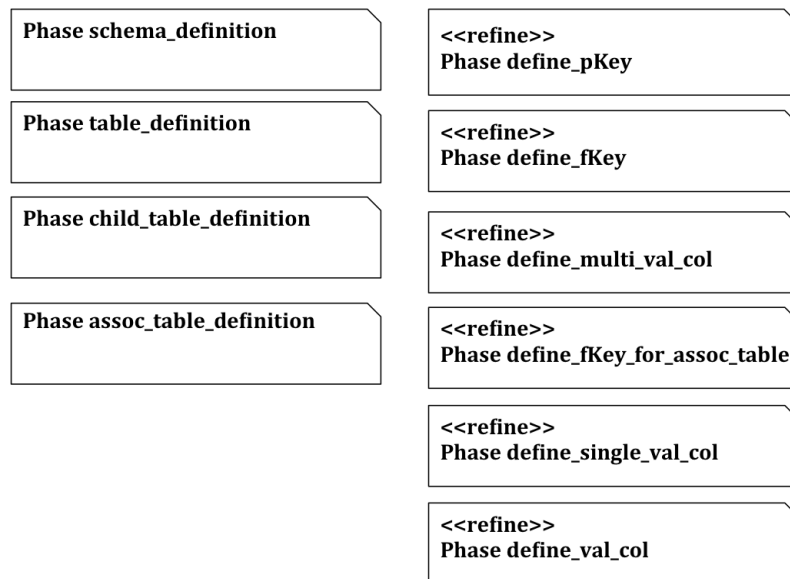 Phase schema_definition
Phase table_definition
Phase child_table_definition
Phase assoc_table_definition
<<refine>>
Phase define_pKey
<<refine>>
Phase define_fKey
<<refine>>
Phase define_multi_val_col
<<refine>>
Phase define_fKey_for_assoc_table
<<refine>>
Phase define_single_val_col
<<refine>>
Phase define_val_col